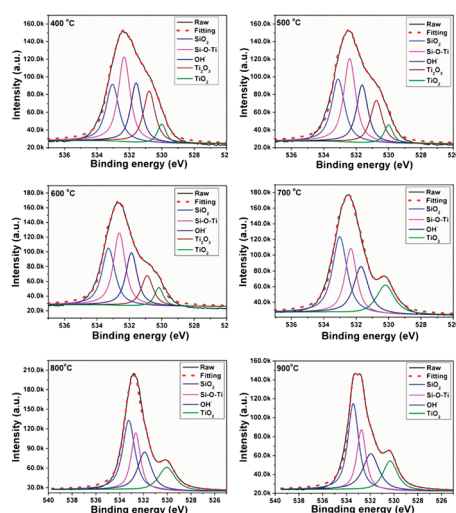 400 °C
Raw
Fitting
SiO2
Si-O-Ti
OH-
Ti2O3
TiO2
Intensity (a.u.)
180.0k
160.0k
140.0k
120.0k
100.0k
80.0k
60.0k
40.0k
20.0k
536 534 532 530 528 52
Binding energy (eV)
500 °C
Raw
Fitting
SiO2
Si-O-Ti
OH-
Ti2O3
TiO2
Intensity (a.u.)
160.0k
140.0k
120.0k
100.0k
80.0k
60.0k
40.0k
20.0k
536 534 532 530 528 52
Binding energy (eV)
600 °C
Raw
Fitting
SiO2
Si-O-Ti
OH-
Ti2O3
TiO2
Intensity (a.u.)
180.0k
160.0k
140.0k
120.0k
100.0k
80.0k
60.0k
40.0k
20.0k
536 534 532 530 528 52
Binding energy (eV)
700 °C
Raw
Fitting
SiO2
Si-O-Ti
OH-
TiO2
Intensity (a.u.)
180.0k
160.0k
140.0k
120.0k
100.0k
80.0k
60.0k
40.0k
536 534 532 530 528 52
Binding energy (eV)
800°C
Raw
Fitting
SiO2
Si-O-Ti
OH-
TiO2
Intensity (a.u.)
210.0k
180.0k
150.0k
120.0k
90.0k
60.0k
30.0k
540 538 536 534 532 530 528 526
Bingding energy (eV)
900°C
Raw
Fitting
SiO2
Si-O-Ti
OH-
TiO2
Intensity (a.u.)
160.0k
140.0k
120.0k
100.0k
80.0k
60.0k
40.0k
20.0k
540 538 536 534 532 530 528 526
Bingding energy (eV)